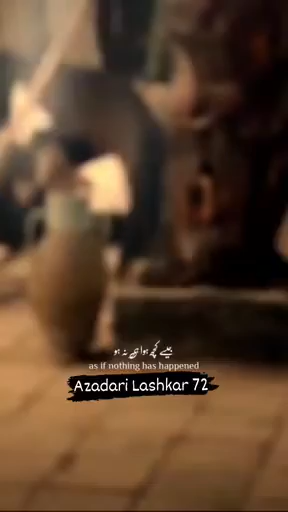 جیسے کچھ ہوا ہی نہ ہو
as if nothing has happened
Azadari Lashkar 72